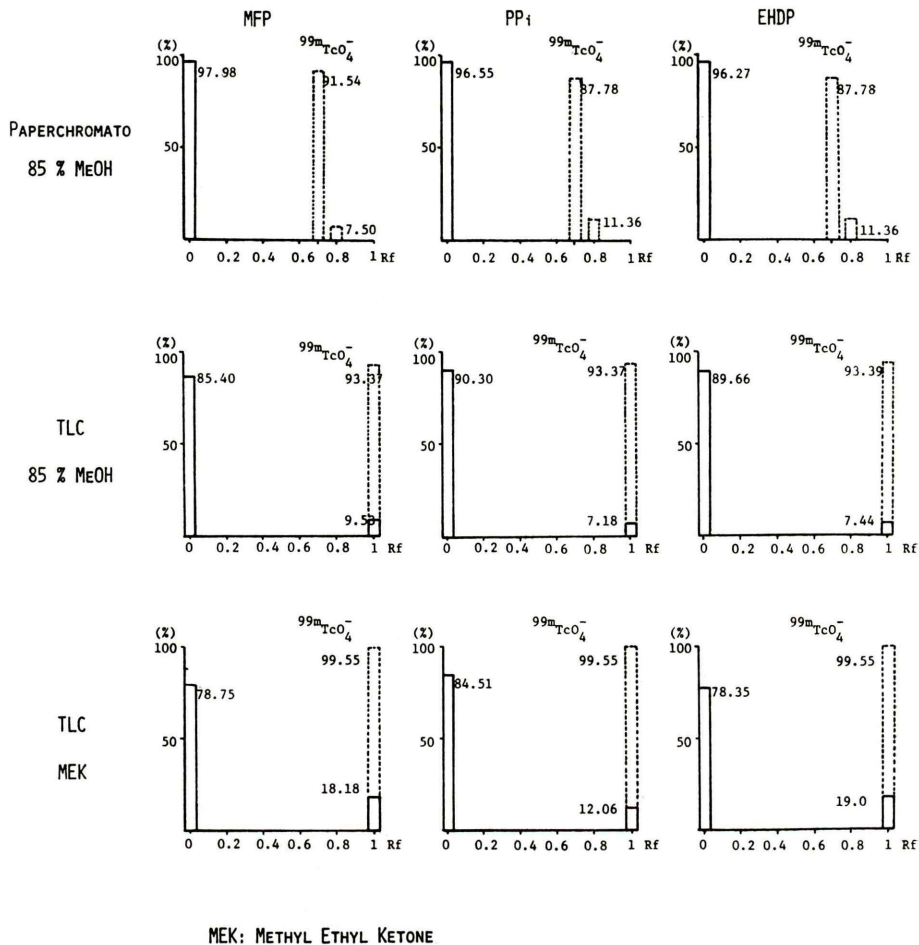 MFP PPi EHDP
PAPERCHROMATO
85 % MEOH
(%) 99mTcO4− (%) 99mTcO4− (%) 99mTcO4−
100 97.98 91.54 100 96.55 87.78 100 96.27 87.78
50 50 50
7.50 11.36 11.36
0 0.2 0.4 0.6 0.8 1 Rf 0 0.2 0.4 0.6 0.8 1 Rf 0 0.2 0.4 0.6 0.8 1 Rf
TLC
85 % MEOH
(%) 99mTcO4− (%) 99mTcO4− (%) 99mTcO4−
100 85.40 93.37 100 90.30 93.37 100 89.66 93.39
50 50 50
9.53 7.18 7.44
0 0.2 0.4 0.6 0.8 1 Rf 0 0.2 0.4 0.6 0.8 1 Rf 0 0.2 0.4 0.6 0.8 1 Rf
TLC
MEK
(%) 99mTcO4− (%) 99mTcO4− (%) 99mTcO4−
100 99.55 100 99.55 100 99.55
78.75 84.51 78.35
50 50 50
18.18 12.06 19.0
0 0.2 0.4 0.6 0.8 1 Rf 0 0.2 0.4 0.6 0.8 1 Rf 0 0.2 0.4 0.6 0.8 1 Rf
MEK: METHYL ETHYL KETONE